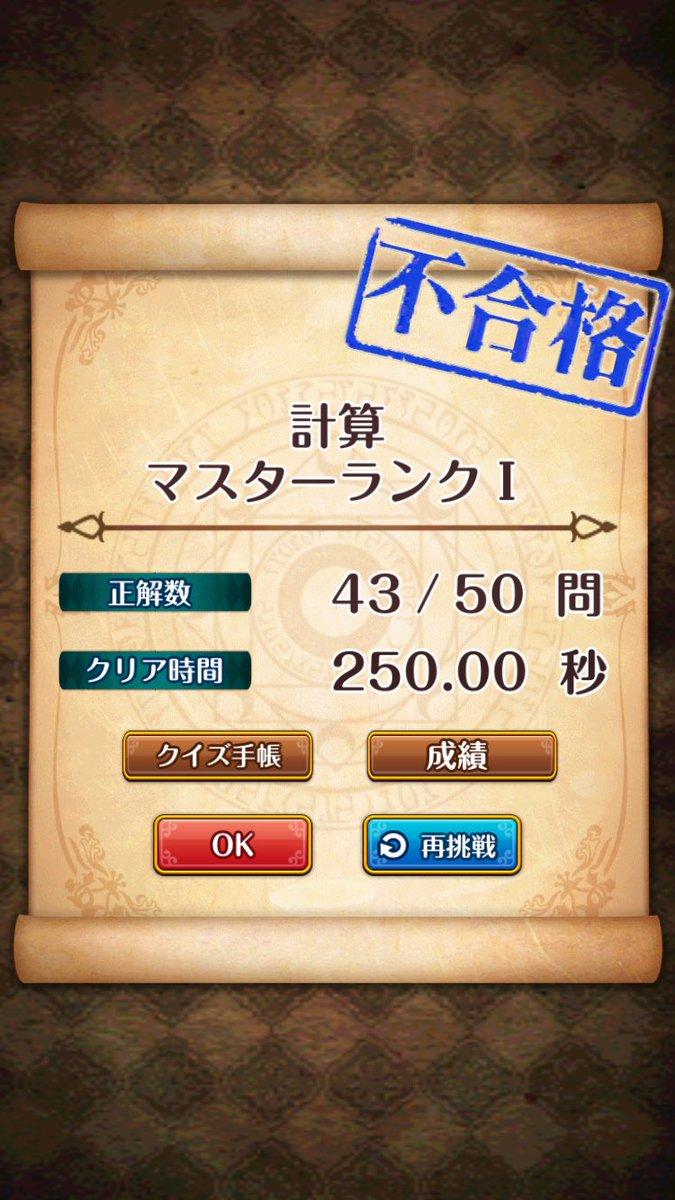 不合格
計算
マスターランクⅠ
正解数 43/50 問
クリア時間 250.00 秒
クイズ手帳 成績
OK 再挑戦